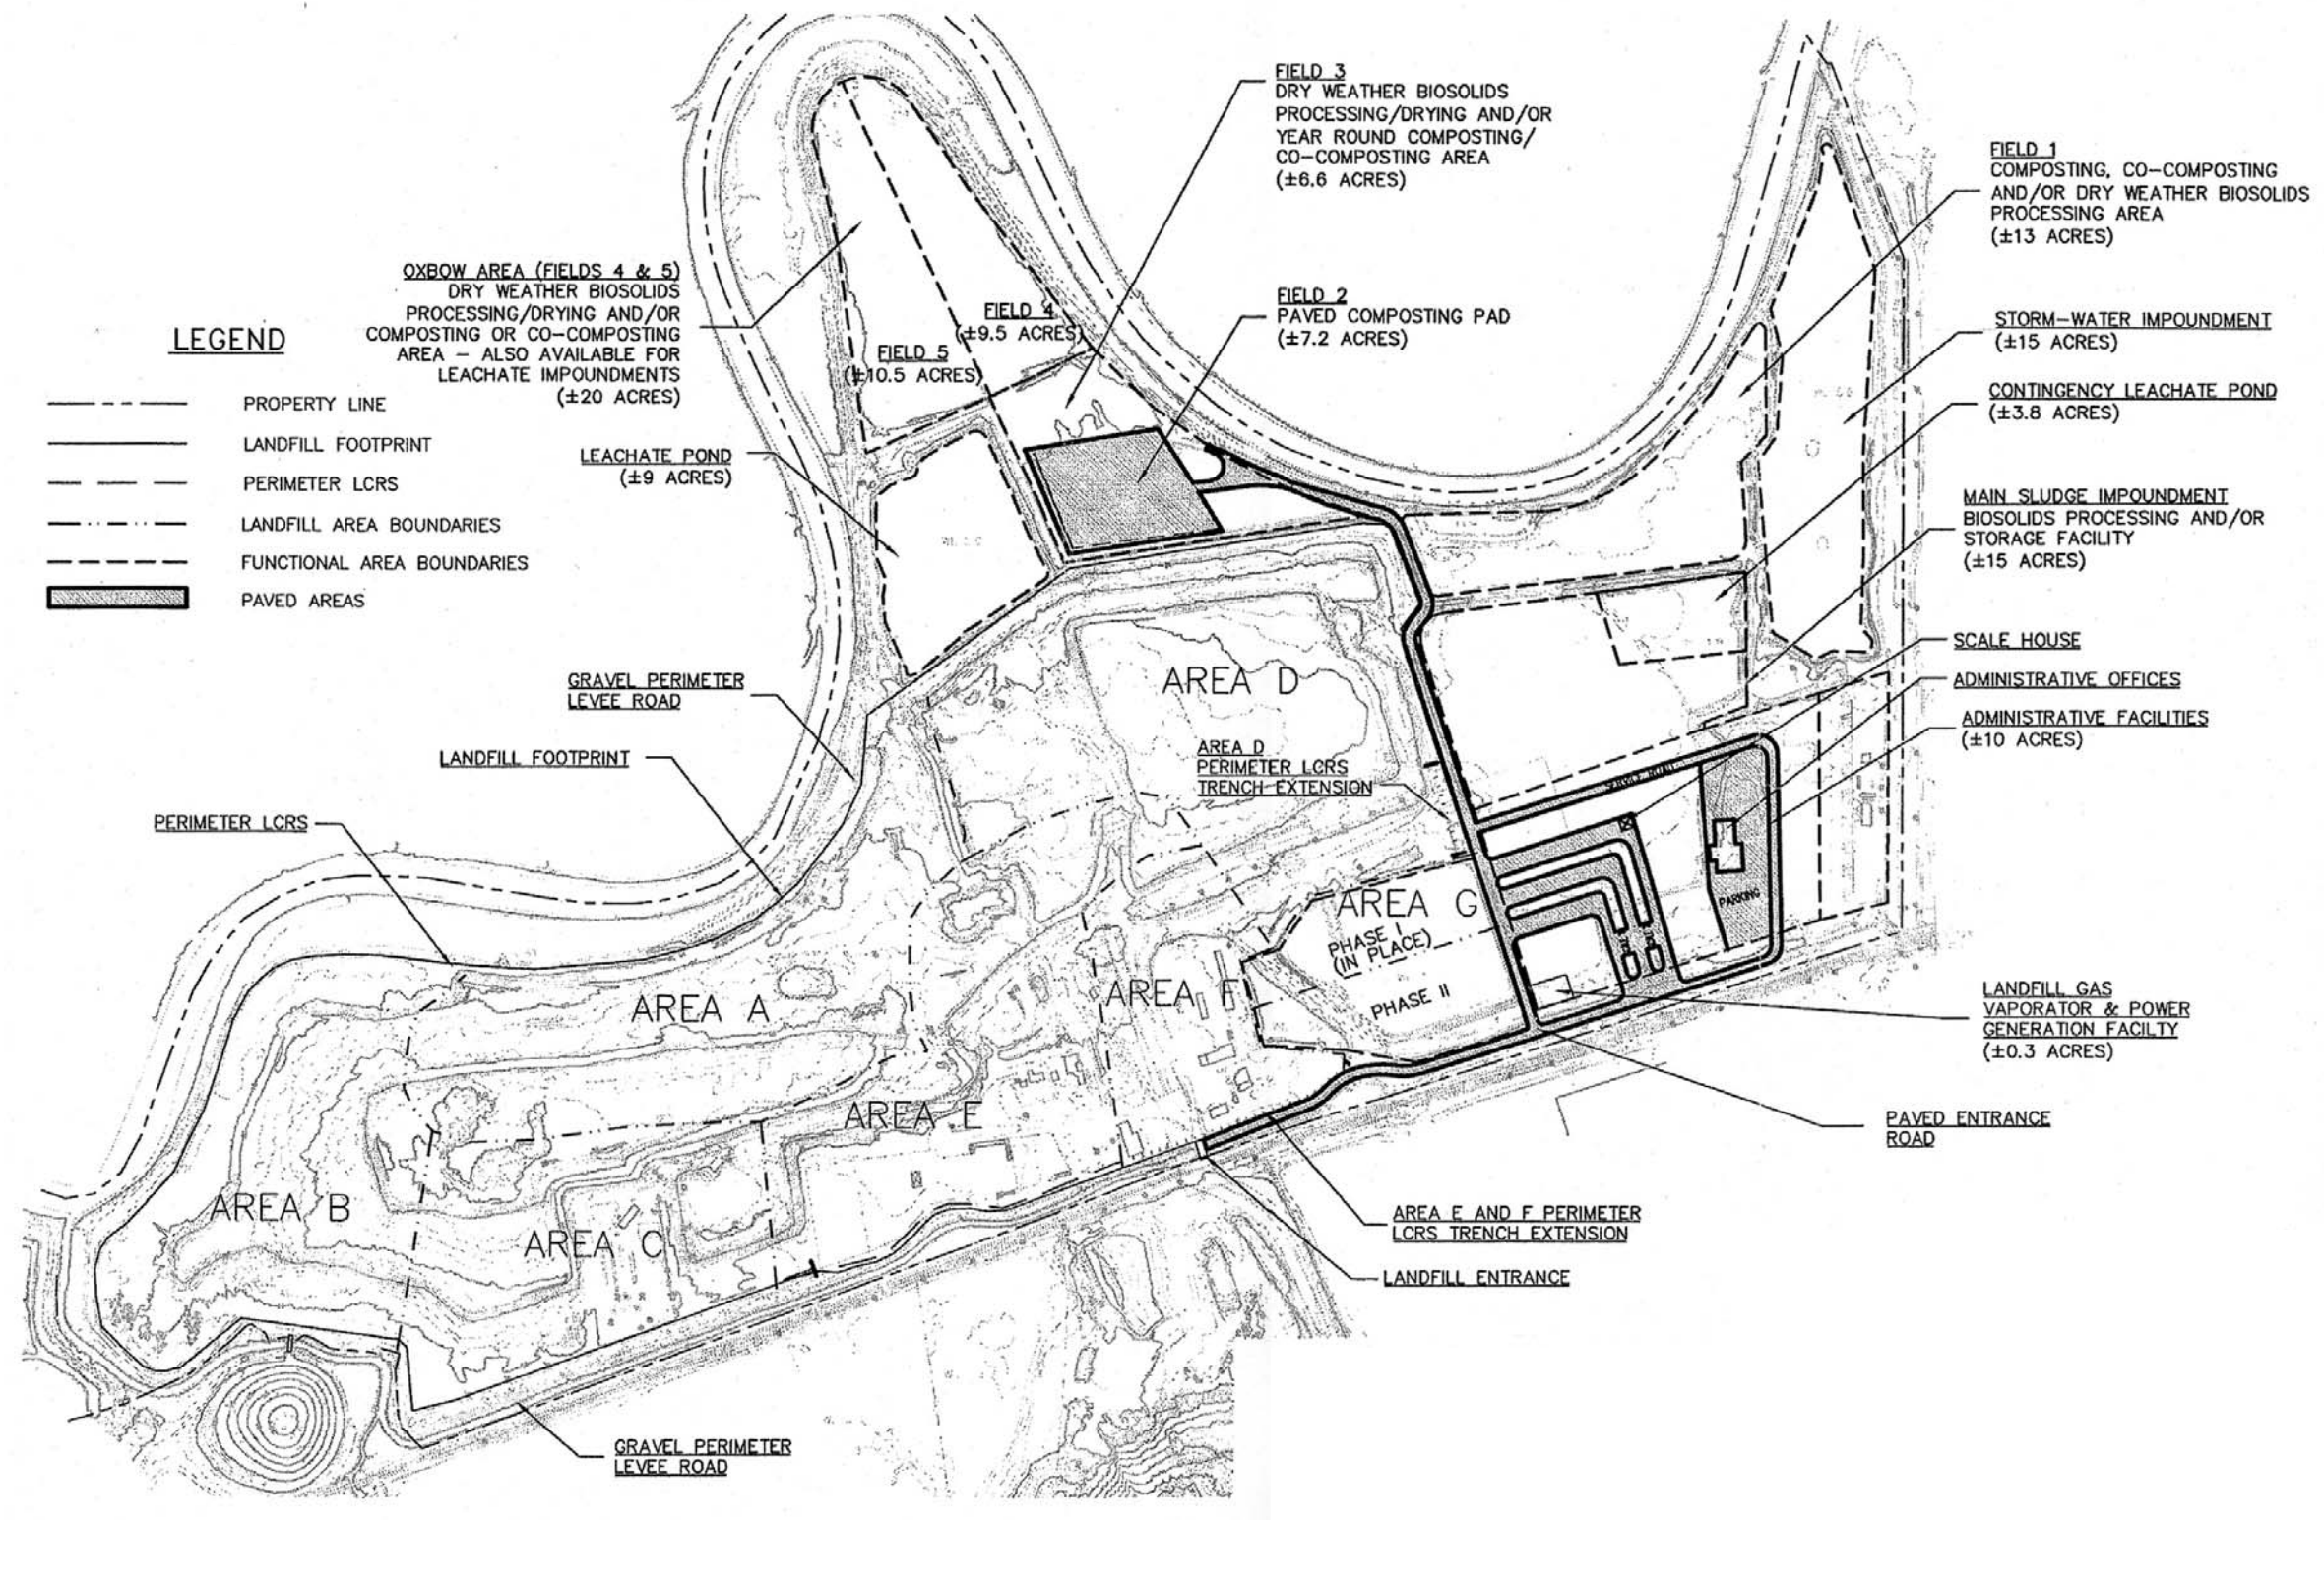 FIELD 3
DRY WEATHER BIOSOLIDS
PROCESSING/DRYING AND/OR
YEAR ROUND COMPOSTING/
CO-COMPOSTING AREA
(±6.6 ACRES)
FIELD 1
COMPOSTING, CO-COMPOSTING
AND/OR DRY WEATHER BIOSOLIDS
PROCESSING AREA
(±13 ACRES)
OXBOW AREA (FIELDS 4 & 5)
DRY WEATHER BIOSOLIDS
PROCESSING/DRYING AND/OR
COMPOSTING OR CO-COMPOSTING
AREA - ALSO AVAILABLE FOR
LEACHATE IMPOUNDMENTS
(±20 ACRES)
FIELD 4
(±9.5 ACRES)
FIELD 5
(±10.5 ACRES)
FIELD 2
PAVED COMPOSTING PAD
(±7.2 ACRES)
STORM-WATER IMPOUNDMENT
(±15 ACRES)
CONTINGENCY LEACHATE POND
(±3.8 ACRES)
LEGEND
PROPERTY LINE
LANDFILL FOOTPRINT
PERIMETER LCRS
LANDFILL AREA BOUNDARIES
FUNCTIONAL AREA BOUNDARIES
PAVED AREAS
LEACHATE POND
(±9 ACRES)
MAIN SLUDGE IMPOUNDMENT
BIOSOLIDS PROCESSING AND/OR
STORAGE FACILITY
(±15 ACRES)
SCALE HOUSE
ADMINISTRATIVE OFFICES
ADMINISTRATIVE FACILITIES
(±10 ACRES)
GRAVEL PERIMETER
LEVEE ROAD
LANDFILL FOOTPRINT
PERIMETER LCRS
AREA D
AREA D
PERIMETER LCRS
TRENCH EXTENSION
SERVICE ROAD
PARKING
AREA G
PHASE I
(IN PLACE)
PHASE II
AREA A
AREA F
AREA E
AREA B
AREA C
LANDFILL GAS
VAPORATOR & POWER
GENERATION FACILTY
(±0.3 ACRES)
PAVED ENTRANCE
ROAD
AREA E AND F PERIMETER
LCRS TRENCH EXTENSION
LANDFILL ENTRANCE
GRAVEL PERIMETER
LEVEE ROAD